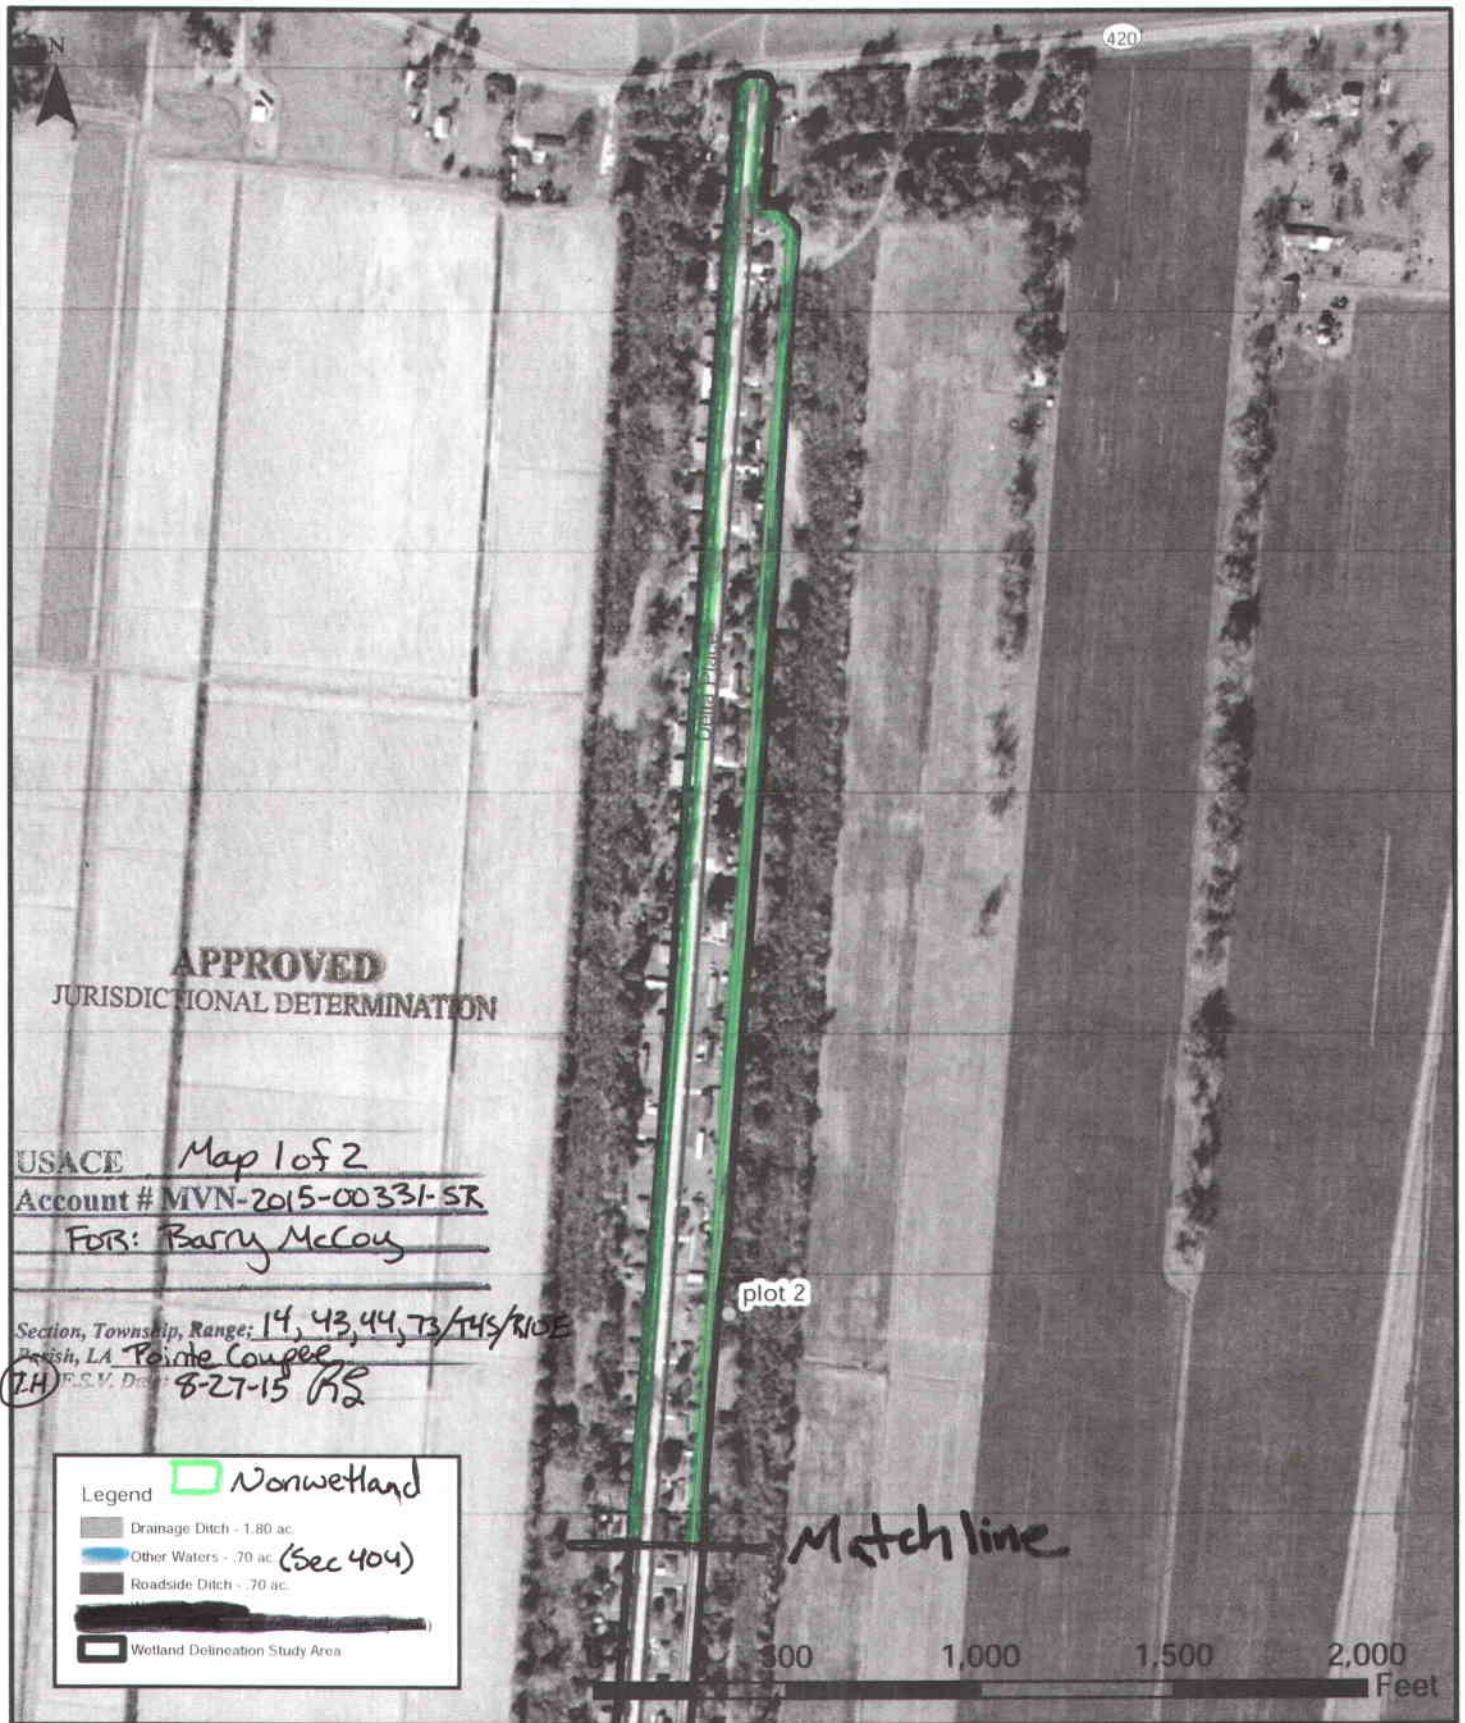 N
420
APPROVED
JURISDICTIONAL DETERMINATION
USACE Map 1 of 2
Account # MVN-2015-00331-SR
FOR: Barry McCoy
plot 2
Section, Township, Range; 14, 43, 44, 73/T4S/R10E
Parish, LA Pointe Coupee
F.S.V. 8-27-15
Legend Nonwetland
Drainage Ditch - 1.80 ac.
Other Waters - .70 ac. (Sec 404)
Roadside Ditch - .70 ac.
Wetland Delineation Study Area
Matchline
1,000 1,500 2,000
Feet